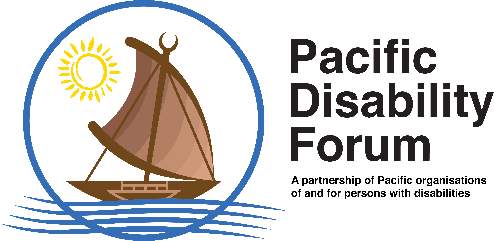 Pacific
Disability
Forum
A partnership of Pacific organisations
of and for persons with disabilities